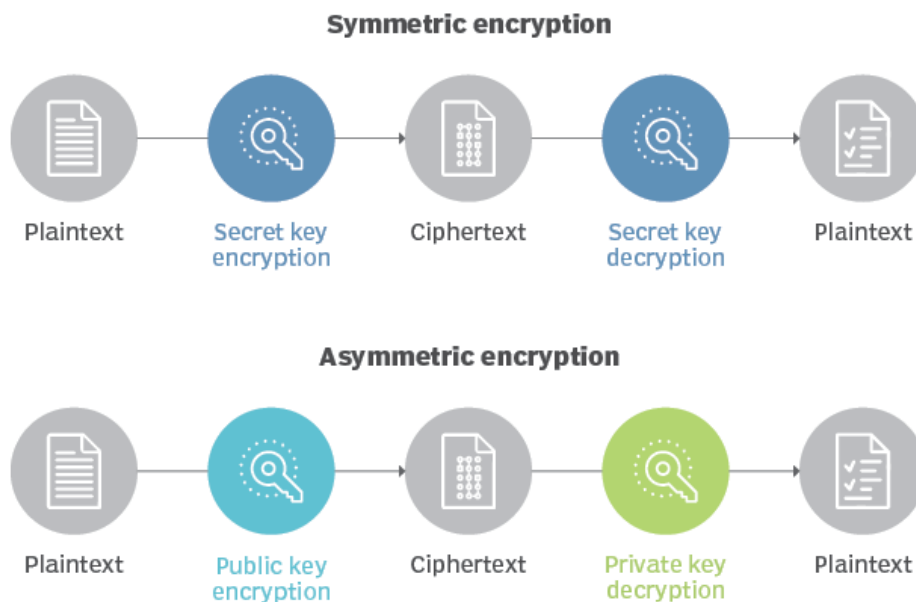 Symmetric encryption
Plaintext
Secret key
encryption
Ciphertext
Secret key
decryption
Plaintext
Asymmetric encryption
Plaintext
Public key
encryption
Ciphertext
Private key
decryption
Plaintext